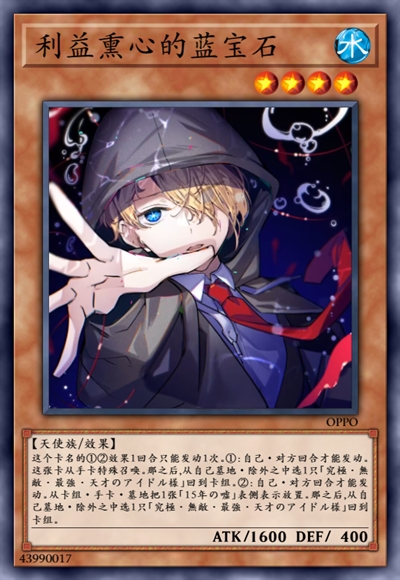 利益熏心的蓝宝石
水
OPPO
【天使族/效果】
这个卡名的①②效果1回合只能发动1次。①:自己・对方回合才能发动。
这张卡从手卡特殊召唤。那之后,从自己墓地・除外之中选1只「究極・無
敵・最強・天才のアイドル様」回到卡组。②:自己・对方回合才能发
动。从卡组・手卡・墓地把1张「15年の嘘」表侧表示放置。那之后,从自
己墓地・除外之中选1只「究極・無敵・最強・天才のアイドル様」回到
卡组。
ATK/1600 DEF/ 400
43990017